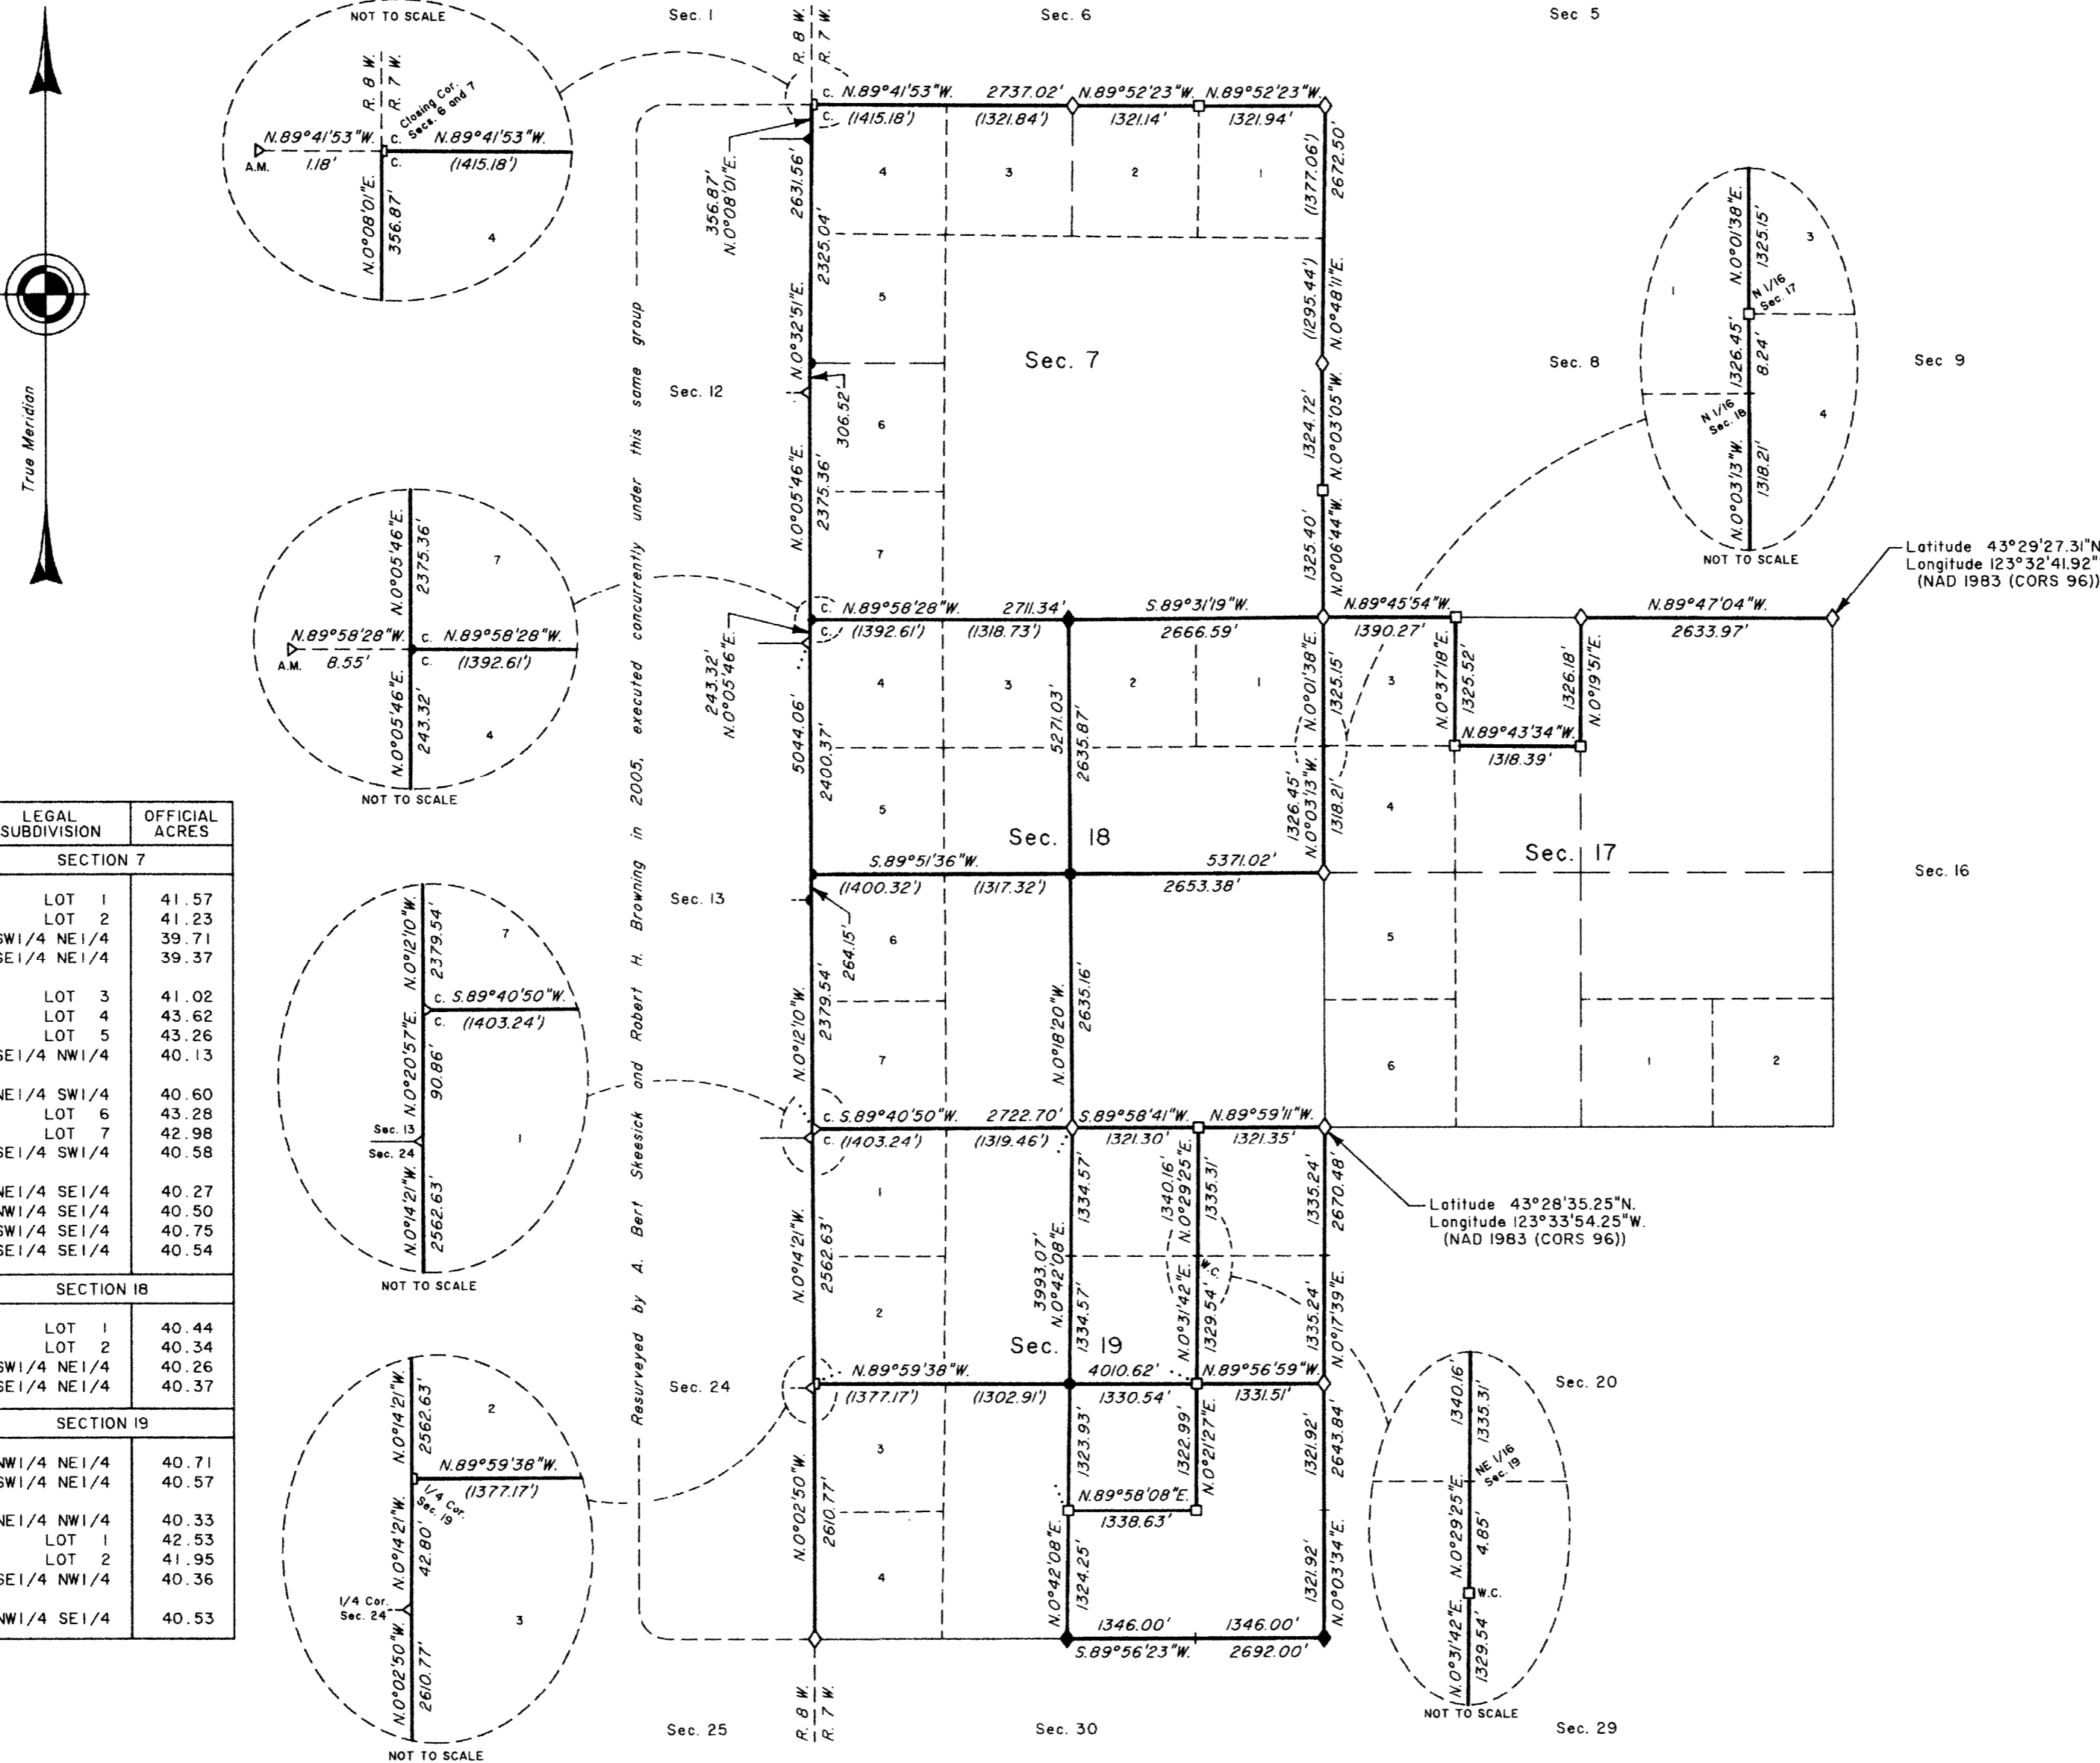 NOT TO SCALE
R. 8 W.
R. 7 W.
Closing Cor.
Secs. 6 and 7
N.89°41'53"W.
C.
N.89°41'53"W.
A.M.
1.18'
C.
(1415.18')
N.0°08'01"E.
356.87'
4
Sec. 1
R. 8 W.
R. 7 W.
Sec. 6
Sec 5
True Meridian
C. N.89°41'53"W. 2737.02' N.89°52'23"W. N.89°52'23"W.
C. (1415.18') (1321.84') 1321.14' 1321.94'
356.87'
N.0°08'01"E.
2631.56'
2325.04'
N.0°32'51"E.
(1377.06')
2672.50'
4
3
2
1
(1295.44')
N.0°48'11"E.
5
Sec. 7
Sec. 8
Sec 9
Sec. 12
306.52'
6
1324.72'
N.0°03'05"W.
N.0°05'46"E.
2375.36'
7
1325.40'
N.0°06'44"W.
N.0°01'38"E.
1325.15'
3
1
N 1/16
Sec. 17
1326.45'
8.24'
N 1/16
Sec. 18
4
N.0°03'13"W.
1318.21'
NOT TO SCALE
Latitude 43°29'27.31"N
Longitude 123°32'41.92"
(NAD 1983 (CORS 96))
N.0°05'46"E.
2375.36'
7
N.89°58'28"W.
C.
N.89°58'28"W.
A.M.
8.55'
C.
(1392.61')
N.0°05'46"E.
243.32'
4
NOT TO SCALE
C. N.89°58'28"W. 2711.34' S.89°31'19"W. N.89°45'54"W. N.89°47'04"W.
C. (1392.61') (1318.73') 2666.59' 1390.27' 2633.97'
243.32'
N.0°05'46"E.
5044.06'
2400.37'
4
3
5271.03'
2635.87'
2
1
N.0°01'38"E.
1325.15'
3
N.0°37'18"E.
1325.52'
1326.18'
N.0°19'51"E.
N.89°43'34"W.
1318.39'
1326.45'
N.0°03'13"W.
1318.21'
4
5
Sec. 18
Sec. 17
Sec. 16
S.89°51'36"W. 5371.02'
(1400.32') (1317.32') 2653.38'
Sec. 13
264.15'
6
5
N.0°12'10"W.
2379.54'
7
N.0°18'20"W.
2635.16'
6
1
2
Resurveyed by A. Bert Skeesick and Robert H. Browning in 2005, executed concurrently under this same group
LEGAL
SUBDIVISION
OFFICIAL
ACRES
SECTION 7
LOT 1 41.57
LOT 2 41.23
SW1/4 NE1/4 39.71
SE1/4 NE1/4 39.37
LOT 3 41.02
LOT 4 43.62
LOT 5 43.26
SE1/4 NW1/4 40.13
NE1/4 SW1/4 40.60
LOT 6 43.28
LOT 7 42.98
SE1/4 SW1/4 40.58
NE1/4 SE1/4 40.27
NW1/4 SE1/4 40.50
SW1/4 SE1/4 40.75
SE1/4 SE1/4 40.54
SECTION 18
LOT 1 40.44
LOT 2 40.34
SW1/4 NE1/4 40.26
SE1/4 NE1/4 40.37
SECTION 19
NW1/4 NE1/4 40.71
SW1/4 NE1/4 40.57
NE1/4 NW1/4 40.33
LOT 1 42.53
LOT 2 41.95
SE1/4 NW1/4 40.36
NW1/4 SE1/4 40.53
N.0°12'10"W.
2379.54'
7
C. S.89°40'50"W.
C. (1403.24')
N.0°20'57"E.
90.86'
Sec. 13
Sec. 24
1
N.0°14'21"W.
2562.63'
NOT TO SCALE
C. S.89°40'50"W. 2722.70' S.89°58'41"W. N.89°59'11"W.
C. (1403.24') (1319.46') 1321.30' 1321.35'
1
1334.57'
1340.16'
N.0°29'25"E.
1335.31'
1335.24'
2670.48'
Latitude 43°28'35.25"N.
Longitude 123°33'54.25"W.
(NAD 1983 (CORS 96))
N.0°14'21"W.
2562.63'
3993.07'
N.0°42'08"E.
W.C.
2
1334.57'
N.0°31'42"E.
1329.54'
1335.24'
N.0°17'39"E.
Sec. 19
Sec. 24
N.89°59'38"W. 4010.62' N.89°56'59"W.
(1377.17') (1302.91') 1330.54' 1331.51'
Sec. 20
3
1323.93'
1322.99'
N.0°21'27"E.
1321.92'
2643.84'
N.0°02'50"W.
2610.77'
N.89°58'08"E.
1338.63'
4
N.0°42'08"E.
1324.25'
1321.92'
N.0°03'34"E.
1346.00' 1346.00'
S.89°56'23"W. 2692.00'
N.0°14'21"W.
2562.63'
2
N.89°59'38"W.
(1377.17')
1/4 Cor.
Sec. 19
N.0°14'21"W.
42.80'
1/4 Cor.
Sec. 24
3
N.0°02'50"W.
2610.77'
NOT TO SCALE
1340.16'
1335.31'
NE 1/16
Sec. 19
N.0°29'25"E.
4.85'
W.C.
N.0°31'42"E.
1329.54'
NOT TO SCALE
Sec. 25
R. 8 W.
R. 7 W.
Sec. 30
Sec. 29